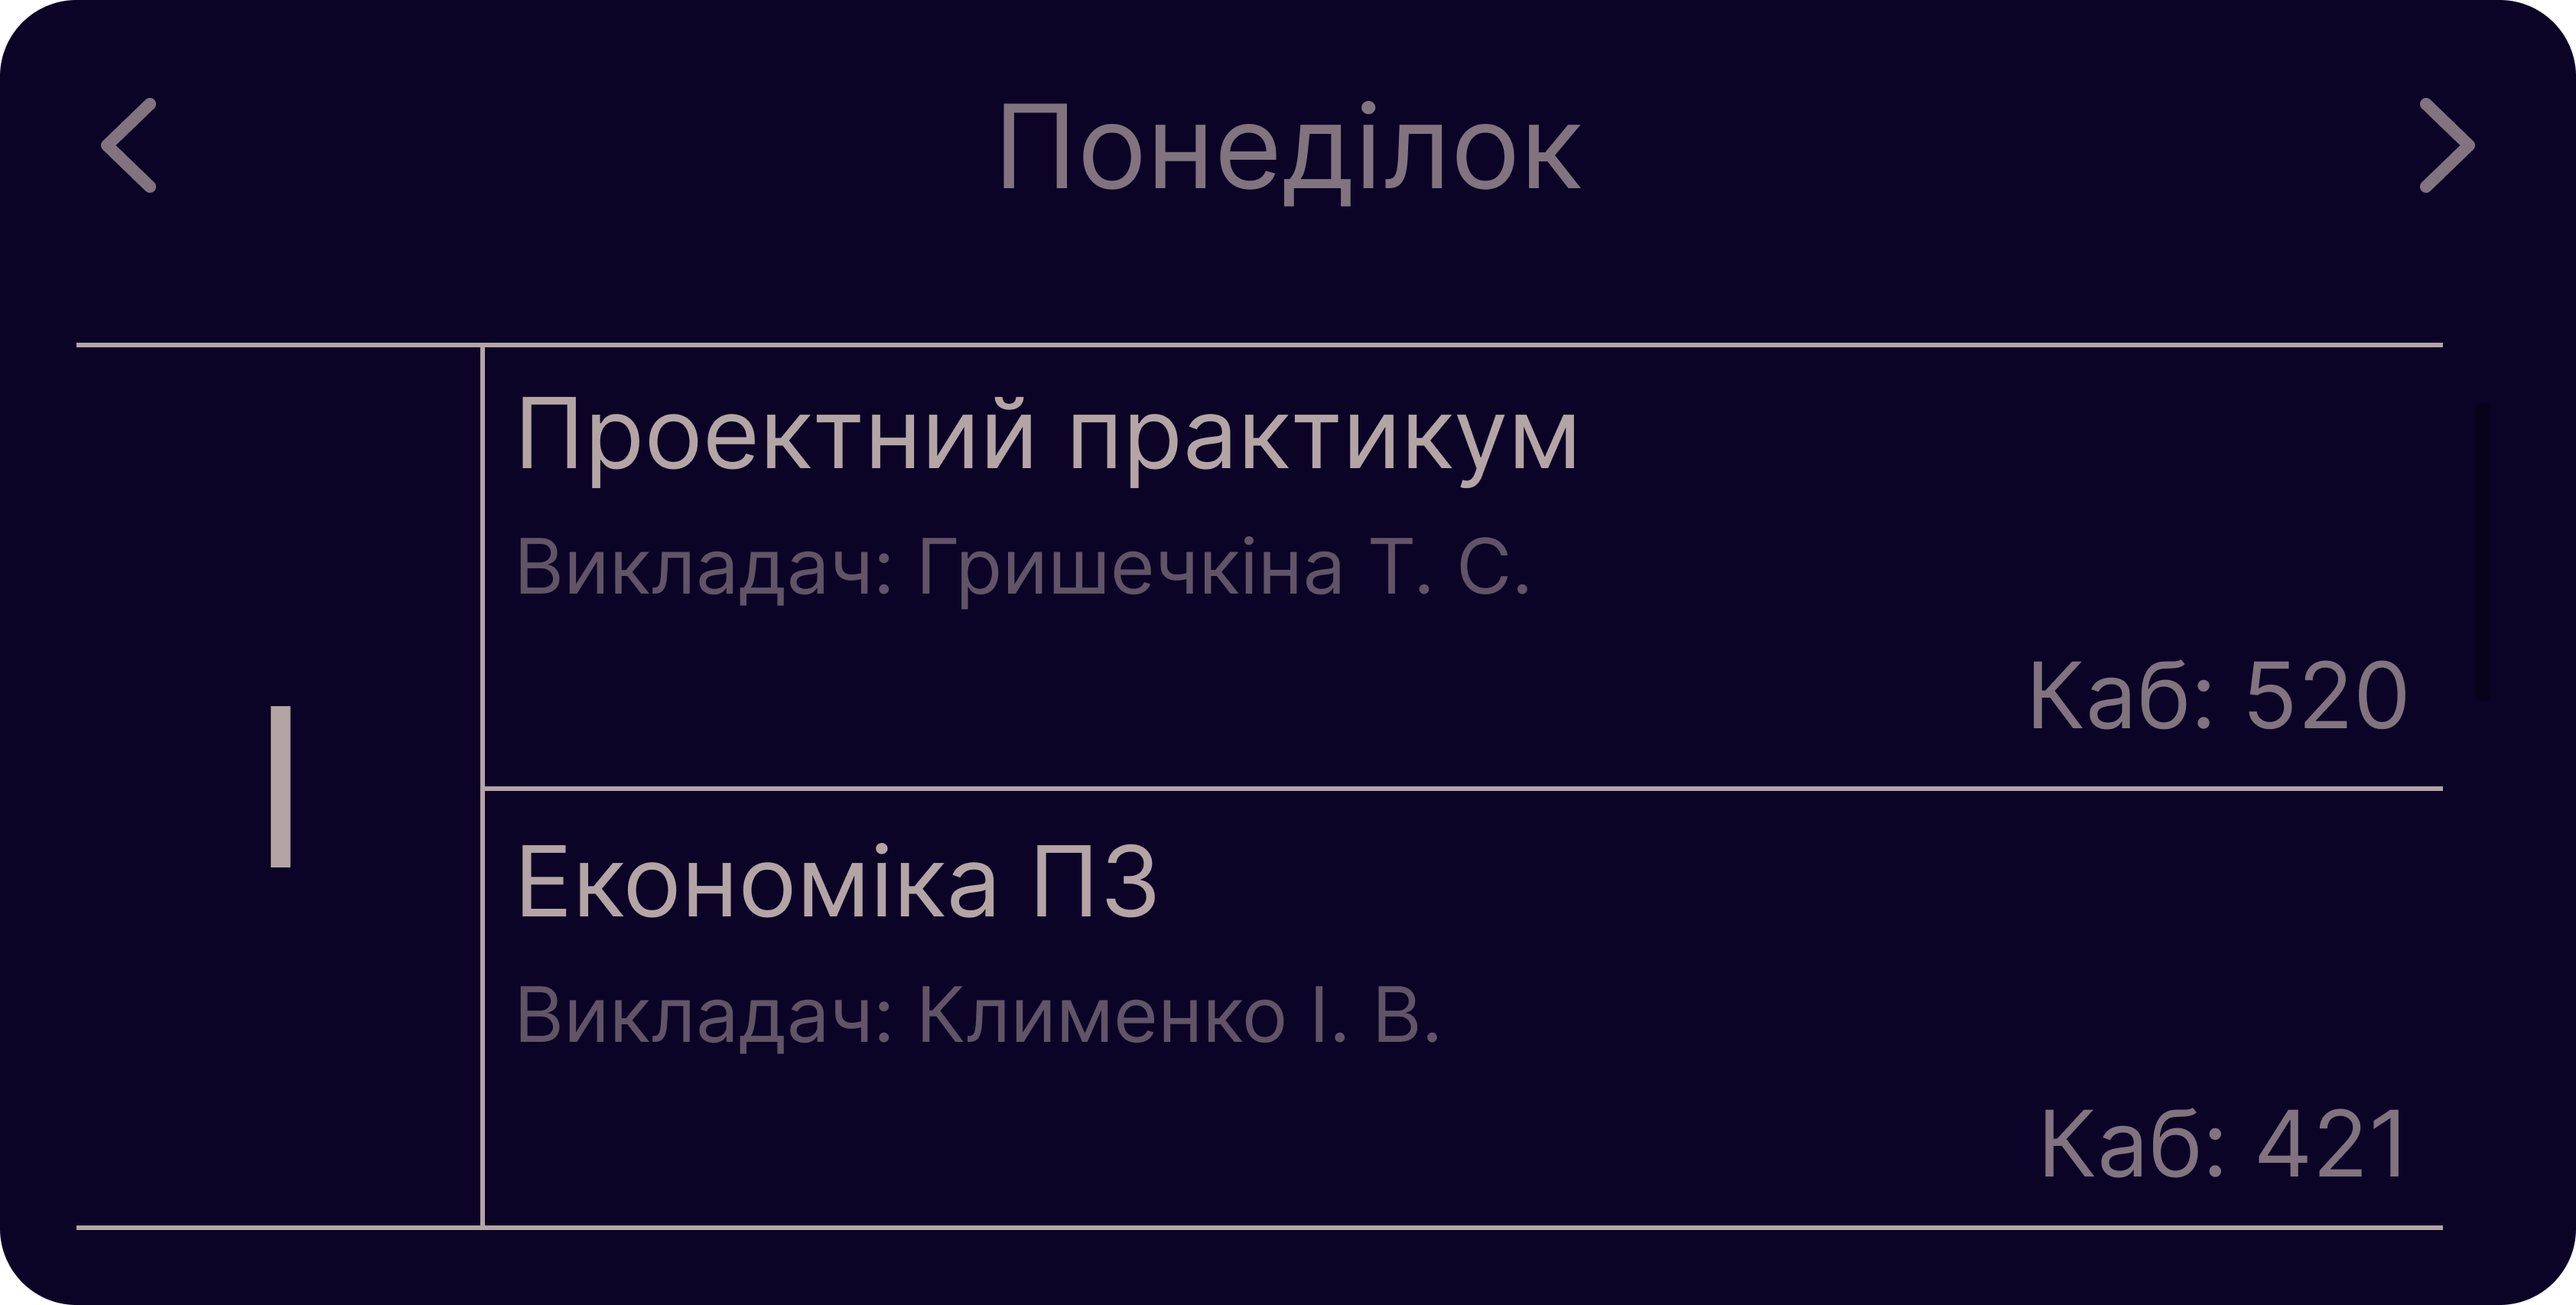 Понеділок
Проектний практикум
Викладач: Гришечкіна Т. С.
Каб: 520
I
Економіка ПЗ
Викладач: Клименко І. В.
Каб: 421